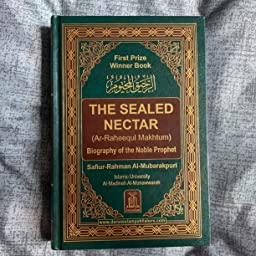 First Prize
Winner Book
الرحيق المختوم
THE SEALED
NECTAR
(Ar-Raheequl Makhtum)
Biography of the Noble Prophet
Safiur-Rahman Al-Mubarakpuri
Islamic University
Al-Madinah Al-Munawwarah